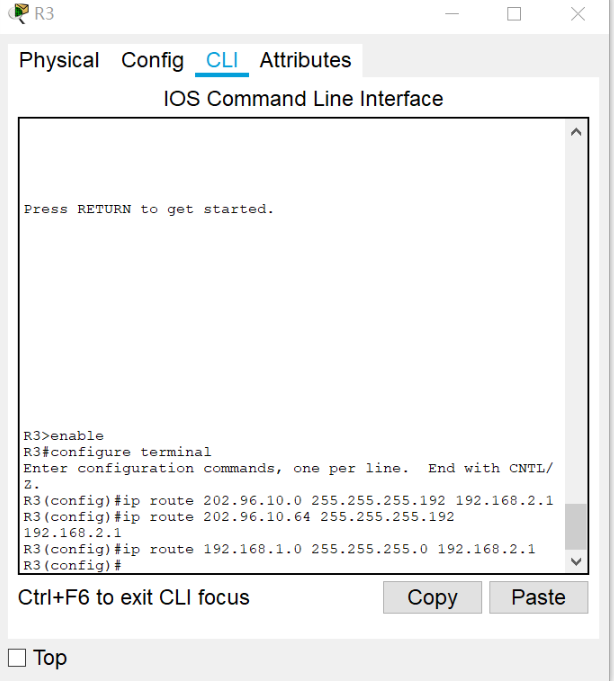 R3
Physical Config CLI Attributes
IOS Command Line Interface
Press RETURN to get started.
R3>enable
R3#configure terminal
Enter configuration commands, one per line.  End with CNTL/
Z.
R3(config)#ip route 202.96.10.0 255.255.255.192 192.168.2.1
R3(config)#ip route 202.96.10.64 255.255.255.192
192.168.2.1
R3(config)#ip route 192.168.1.0 255.255.255.0 192.168.2.1
R3(config)#
Ctrl+F6 to exit CLI focus
Copy Paste
Top